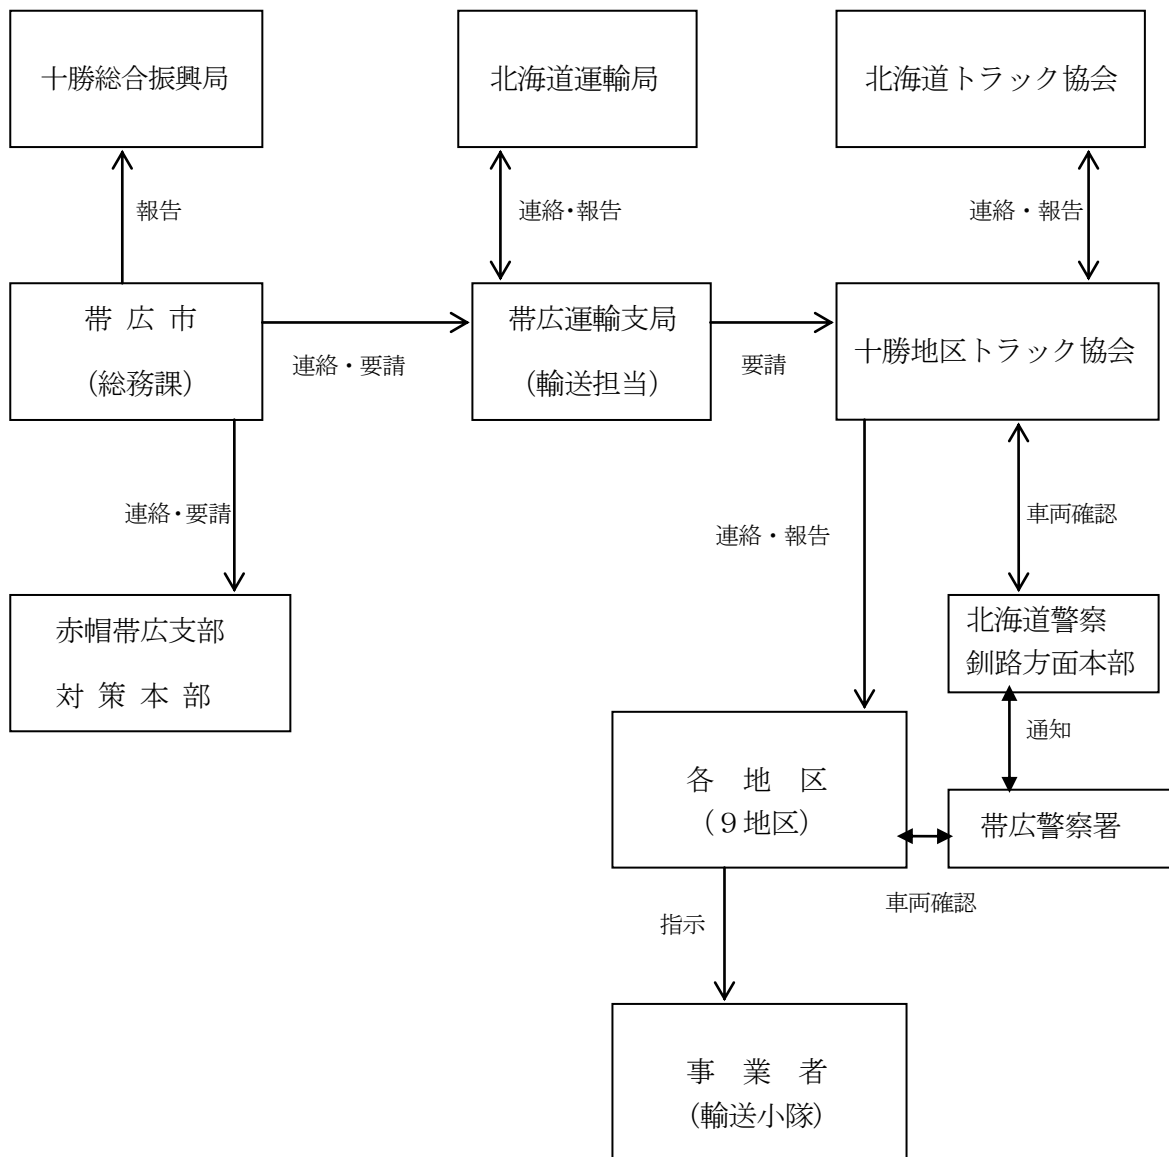 十勝総合振興局
北海道運輸局
北海道トラック協会
報告
連絡・報告
連絡・報告
帯 広 市
(総務課)
連絡・要請
帯広運輸支局
(輸送担当)
要請
十勝地区トラック協会
連絡・要請
連絡・報告
車両確認
赤帽帯広支部
対 策 本 部
北海道警察
釧路方面本部
通知
各 地 区
(9地区)
帯広警察署
車両確認
指示
事 業 者
(輸送小隊)